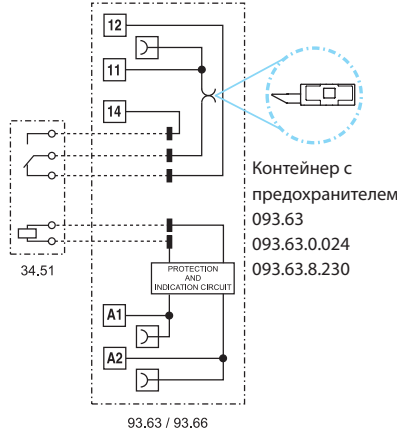 12
11
14
Контейнер с
предохранителем
093.63
093.63.0.024
093.63.8.230
34.51
PROTECTION
AND
INDICATION CIRCUIT
A1
A2
93.63 / 93.66